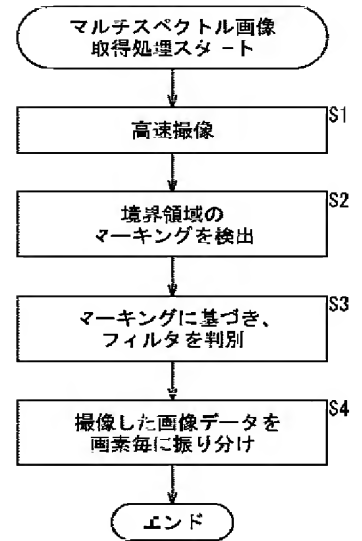 マルチスペクトル画像
取得処理スタート
S1
高速撮像
S2
境界領域の
マーキングを検出
S3
マーキングに基づき、
フィルタを判別
S4
撮像した画像データを
画素毎に振り分け
エンド